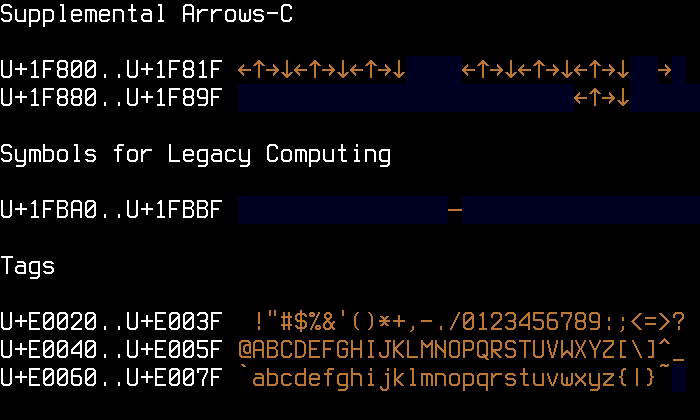 Supplemental Arrows-C
U+1F800..U+1F81F ←↑→↓←↑→↓←↑→↓    ←↑→↓←↑→↓←↑→↓  →
U+1F880..U+1F89F                         ←↑→↓
Symbols for Legacy Computing
U+1FBA0..U+1FBBF                −
Tags
U+E0020..U+E003F  !"#$%&'()*+,-./0123456789:;<=>?
U+E0040..U+E005F @ABCDEFGHIJKLMNOPQRSTUVWXYZ[\]^_
U+E0060..U+E007F `abcdefghijklmnopqrstuvwxyz{|}~